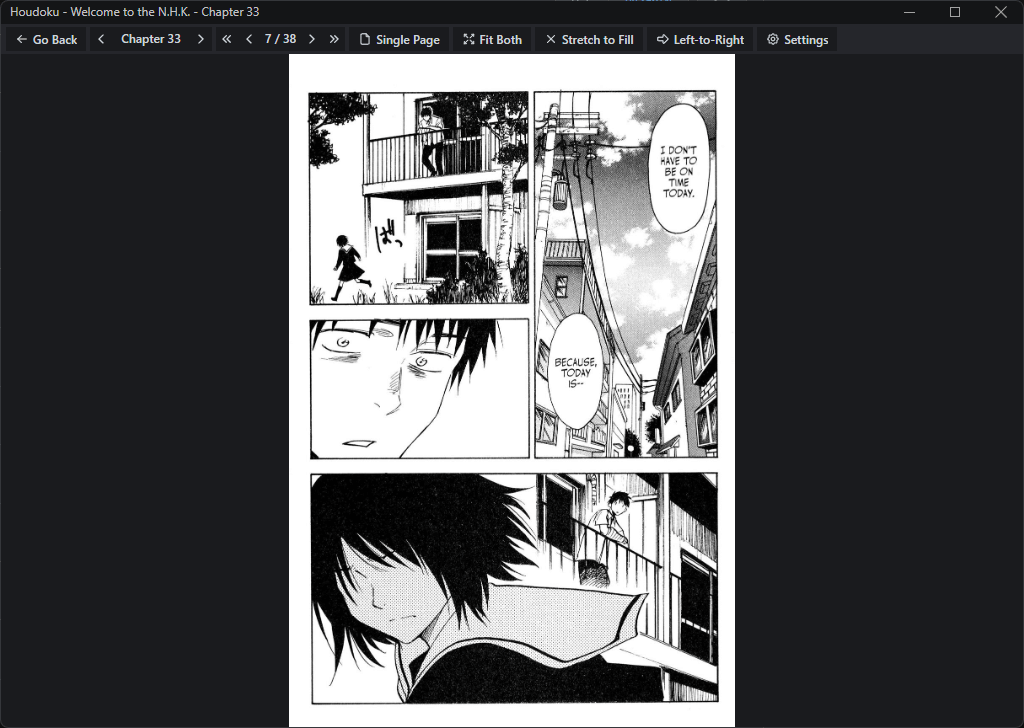 Houdoku - Welcome to the N.H.K. - Chapter 33
Go Back
Chapter 33
7 / 38
Single Page
Fit Both
Stretch to Fill
Left-to-Right
Settings
I DON'T
HAVE TO
BE ON
TIME
TODAY.
BECAUSE,
TODAY
IS--
ばっ